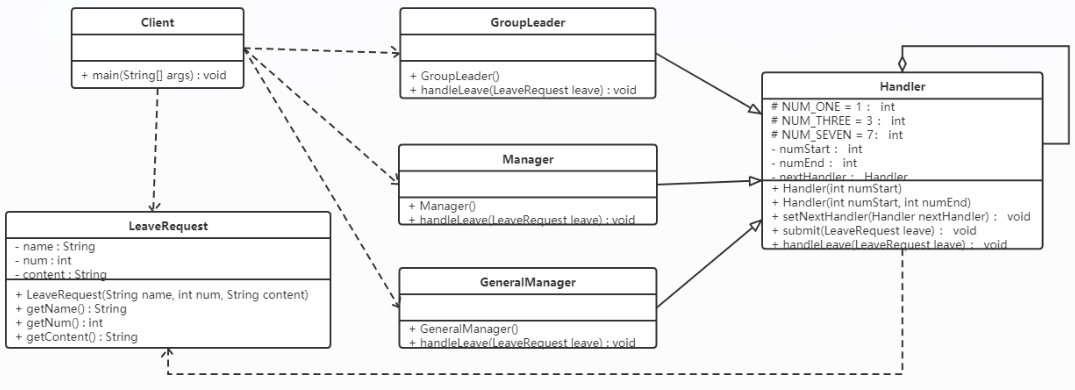 Client
+ main(String[] args) : void
GroupLeader
+ GroupLeader()
+ handleLeave(LeaveRequest leave) : void
Handler
# NUM_ONE = 1 : int
# NUM_THREE = 3 : int
# NUM_SEVEN = 7: int
- numStart : int
- numEnd : int
- nextHandler : Handler
+ Handler(int numStart)
+ Handler(int numStart, int numEnd)
+ setNextHandler(Handler nextHandler) : void
+ submit(LeaveRequest leave) : void
+ handleLeave(LeaveRequest leave) : void
Manager
+ Manager()
+ handleLeave(LeaveRequest leave) : void
LeaveRequest
- name : String
- num : int
- content : String
+ LeaveRequest(String name, int num, String content)
+ getName() : String
+ getNum() : int
+ getContent() : String
GeneralManager
+ GeneralManager()
+ handleLeave(LeaveRequest leave) : void